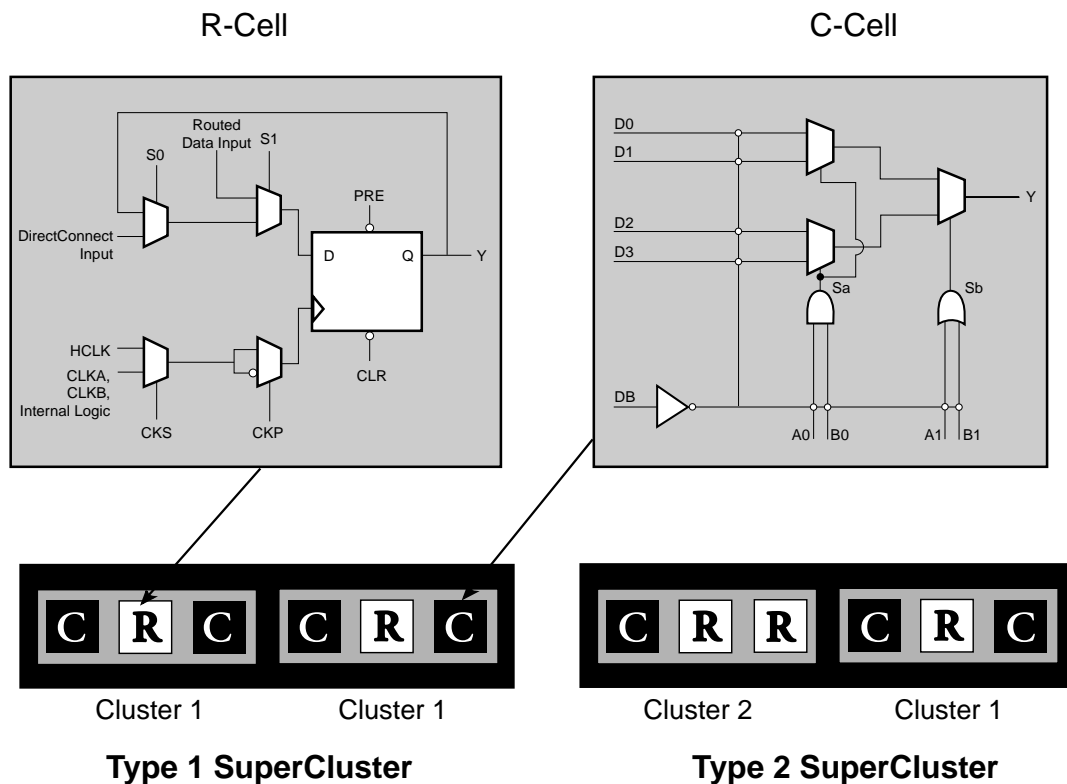 R-Cell
C-Cell
Routed
Data Input
S1
S0
PRE
DirectConnect
Input
D
Q
Y
HCLK
CLKA,
CLKB,
Internal Logic
CLR
CKS
CKP
D0
D1
D2
D3
Sa
Sb
Y
DB
A0
B0
A1
B1
C R C
C R C
C R R
C R C
Cluster 1
Cluster 1
Cluster 2
Cluster 1
Type 1 SuperCluster
Type 2 SuperCluster